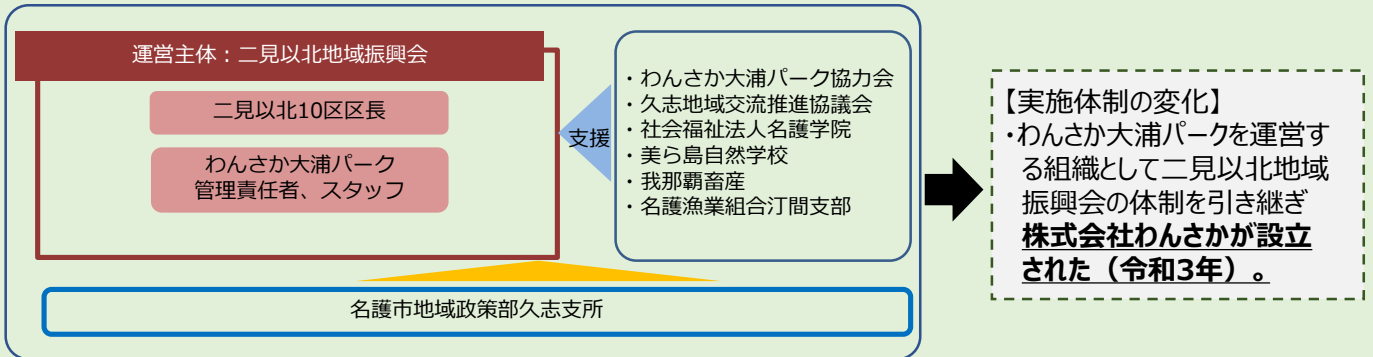 運営主体：二見以北地域振興会
二見以北10区区長
わんさか大浦パーク
管理責任者、スタッフ
支援
・わんさか大浦パーク協力会
・久志地域交流推進協議会
・社会福祉法人名護学院
・美ら島自然学校
・我那覇畜産
・名護漁業組合汀間支部
名護市地域政策部久志支所
【実施体制の変化】
・わんさか大浦パークを運営す
る組織として二見以北地域
振興会の体制を引き継ぎ
株式会社わんさかが設立
された（令和3年）。